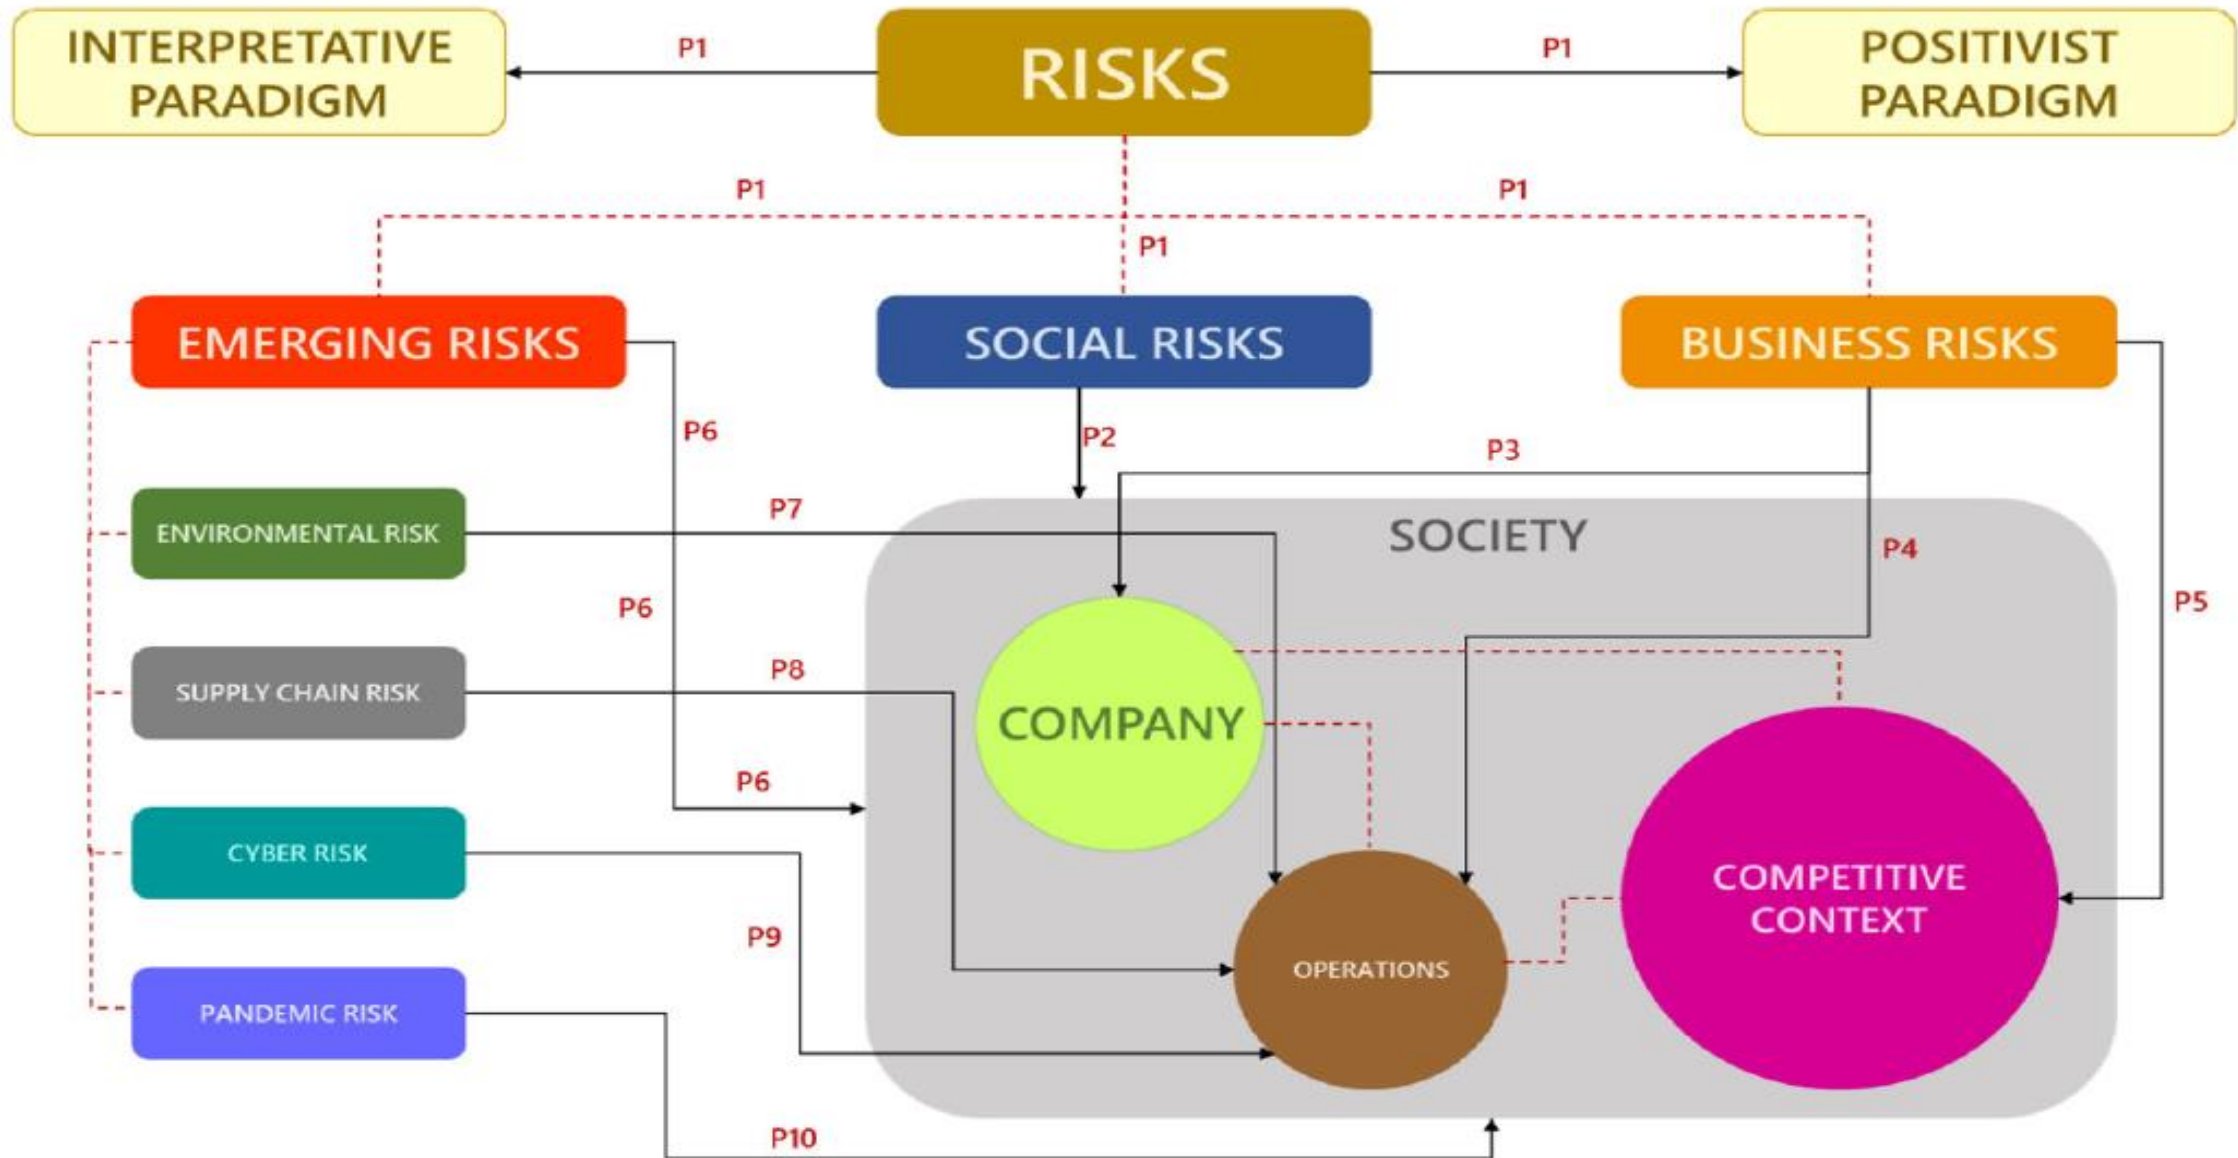 INTERPRETATIVE
PARADIGM
P1
RISKS
P1
POSITIVIST
PARADIGM
P1
P1
P1
EMERGING RISKS
SOCIAL RISKS
BUSINESS RISKS
P6
P2
P3
ENVIRONMENTAL RISK
P7
SOCIETY
P4
P6
P5
SUPPLY CHAIN RISK
P8
COMPANY
P6
CYBER RISK
COMPETITIVE
CONTEXT
P9
OPERATIONS
PANDEMIC RISK
P10